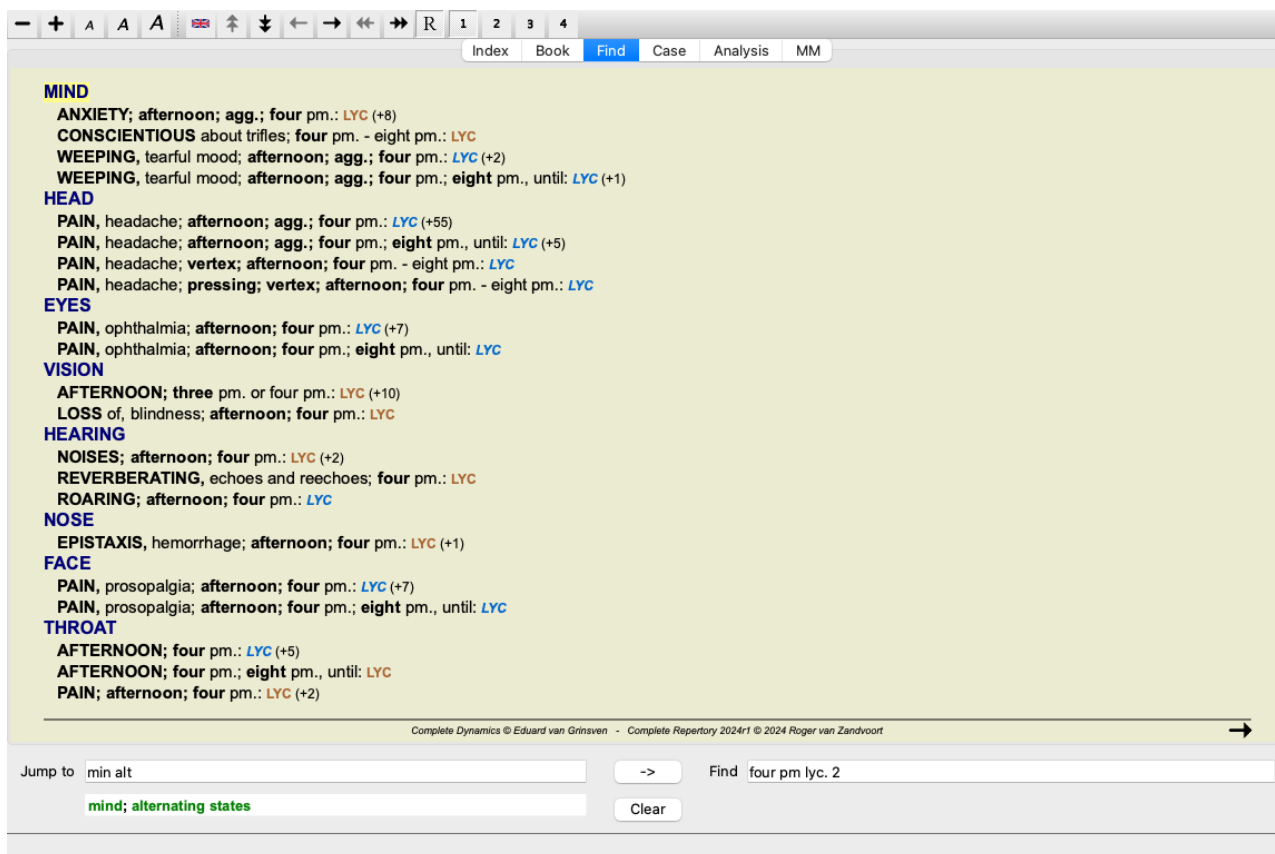 − + A A A R 1 2 3 4
Index Book Find Case Analysis MM
MIND
ANXIETY; afternoon; agg.; four pm.: LYC (+8)
CONSCIENTIOUS about trifles; four pm. - eight pm.: LYC
WEEPING, tearful mood; afternoon; agg.; four pm.: LYC (+2)
WEEPING, tearful mood; afternoon; agg.; four pm.; eight pm., until: LYC (+1)
HEAD
PAIN, headache; afternoon; agg.; four pm.: LYC (+55)
PAIN, headache; afternoon; agg.; four pm.; eight pm., until: LYC (+5)
PAIN, headache; vertex; afternoon; four pm. - eight pm.: LYC
PAIN, headache; pressing; vertex; afternoon; four pm. - eight pm.: LYC
EYES
PAIN, ophthalmia; afternoon; four pm.: LYC (+7)
PAIN, ophthalmia; afternoon; four pm.; eight pm., until: LYC
VISION
AFTERNOON; three pm. or four pm.: LYC (+10)
LOSS of, blindness; afternoon; four pm.: LYC
HEARING
NOISES; afternoon; four pm.: LYC (+2)
REVERBERATING, echoes and reechoes; four pm.: LYC
ROARING; afternoon; four pm.: LYC
NOSE
EPISTAXIS, hemorrhage; afternoon; four pm.: LYC (+1)
FACE
PAIN, prosopalgia; afternoon; four pm.: LYC (+7)
PAIN, prosopalgia; afternoon; four pm.; eight pm., until: LYC
THROAT
AFTERNOON; four pm.: LYC (+5)
AFTERNOON; four pm.; eight pm., until: LYC
PAIN; afternoon; four pm.: LYC (+2)
Complete Dynamics © Eduard van Grinsven - Complete Repertory 2024r1 © 2024 Roger van Zandvoort
Jump to min alt -> Find four pm lyc. 2
mind; alternating states Clear